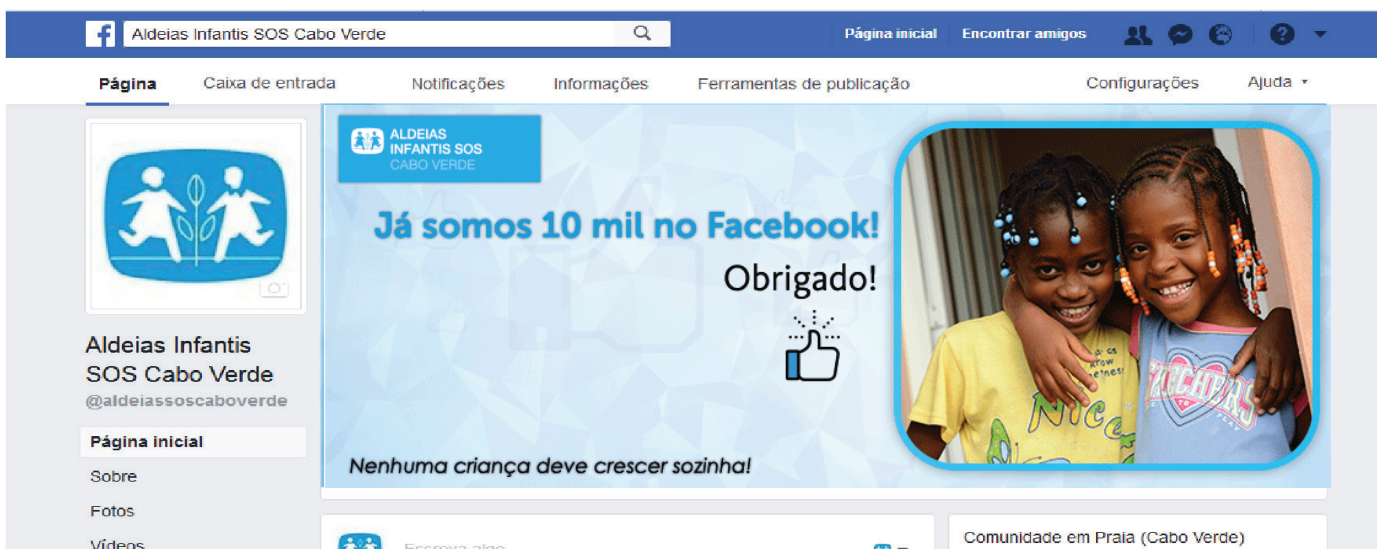 Aldeias Infantis SOS Cabo Verde
Página inicial
Encontrar amigos
Página
Caixa de entrada
Notificações
Informações
Ferramentas de publicação
Configurações
Ajuda
ALDEIAS
INFANTIS SOS
CABO VERDE
Já somos 10 mil no Facebook!
Obrigado!
Nenhuma criança deve crescer sozinha!
Aldeias Infantis
SOS Cabo Verde
@aldeiassoscaboverde
Página inicial
Sobre
Fotos
Vídeos
Escreva algo
Comunidade em Praia (Cabo Verde)